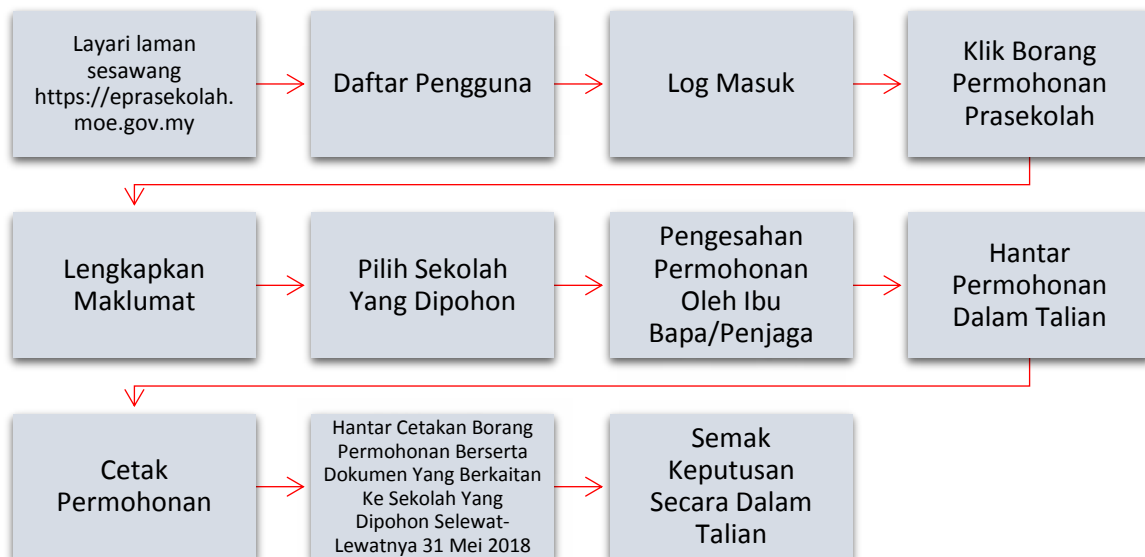 Layari laman
sesawang
https://eprasekolah.
moe.gov.my
Daftar Pengguna
Log Masuk
Klik Borang
Permohonan
Prasekolah
Lengkapkan
Maklumat
Pilih Sekolah
Yang Dipohon
Pengesahan
Permohonan
Oleh Ibu
Bapa/Penjaga
Hantar
Permohonan
Dalam Talian
Cetak
Permohonan
Hantar Cetakan Borang
Permohonan Berserta
Dokumen Yang Berkaitan
Ke Sekolah Yang
Dipohon Selewat-
Lewatnya 31 Mei 2018
Semak
Keputusan
Secara Dalam
Talian